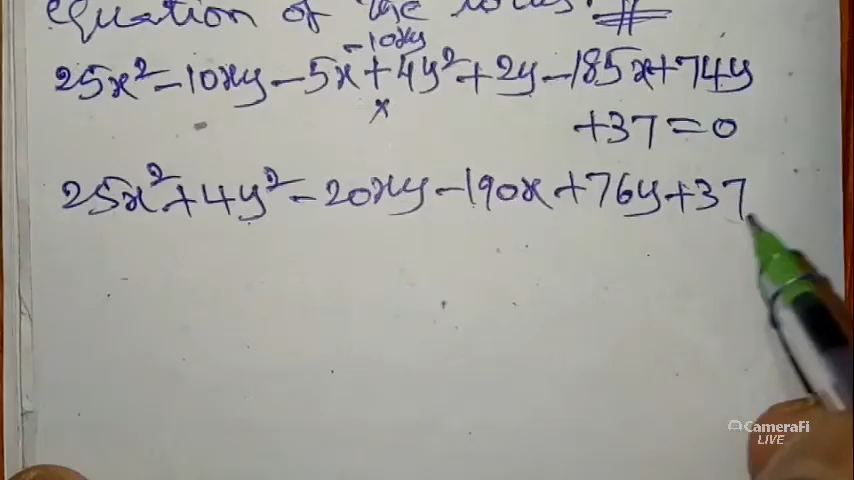 equation of the locus.
-10xy
25x² - 10xy - 5x + 4y² + 2y - 185x + 74y
x
+37 = 0
25x² + 4y² - 20xy - 190x + 76y + 37
CameraFi
LIVE